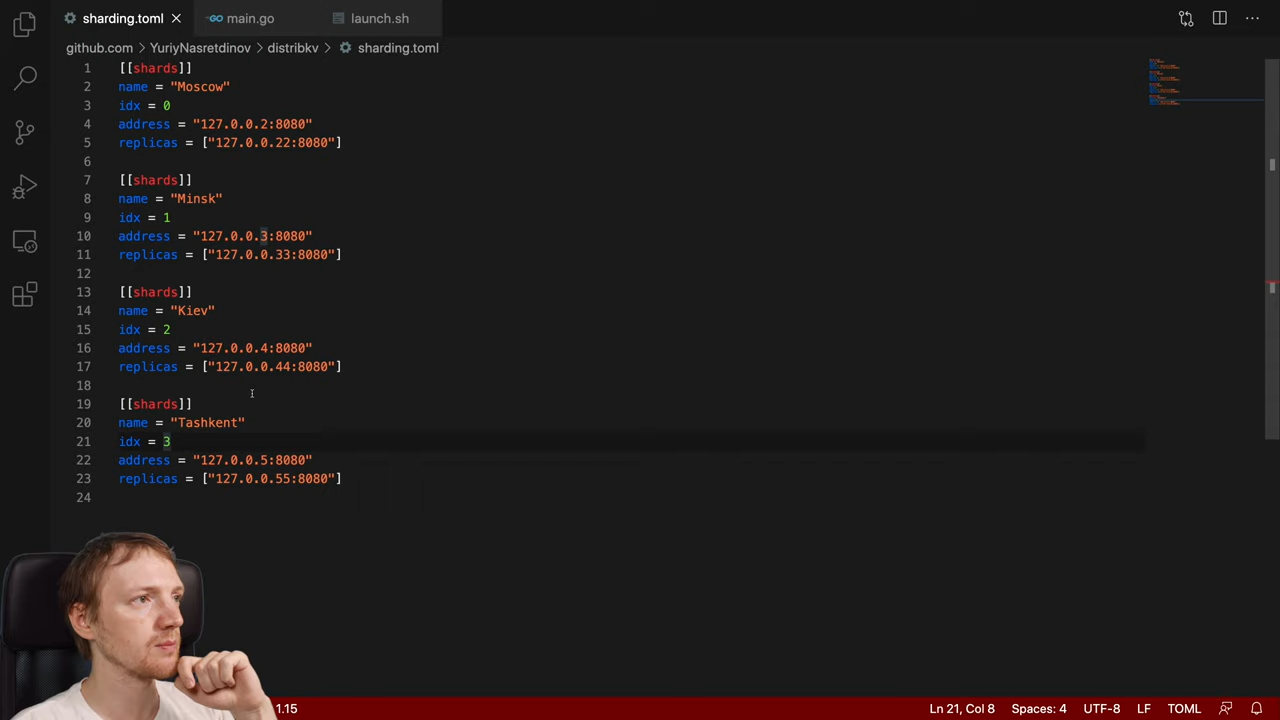 sharding.toml
main.go
launch.sh
github.com > YuriyNasretdinov > distribkv > sharding.toml
1 [[shards]]
2 name = "Moscow"
3 idx = 0
4 address = "127.0.0.2:8080"
5 replicas = ["127.0.0.22:8080"]
6
7 [[shards]]
8 name = "Minsk"
9 idx = 1
10 address = "127.0.0.3:8080"
11 replicas = ["127.0.0.33:8080"]
12
13 [[shards]]
14 name = "Kiev"
15 idx = 2
16 address = "127.0.0.4:8080"
17 replicas = ["127.0.0.44:8080"]
18
19 [[shards]]
20 name = "Tashkent"
21 idx = 3
22 address = "127.0.0.5:8080"
23 replicas = ["127.0.0.55:8080"]
24
1.15 Ln 21, Col 8 Spaces: 4 UTF-8 LF TOML